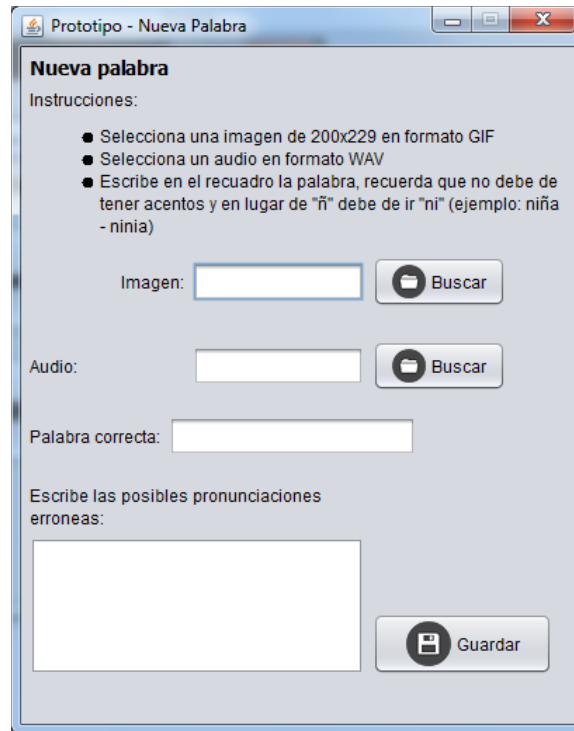 Prototipo - Nueva Palabra
Nueva palabra
Instrucciones:
Selecciona una imagen de 200x229 en formato GIF
Selecciona un audio en formato WAV
Escribe en el recuadro la palabra, recuerda que no debe de
tener acentos y en lugar de "ñ" debe de ir "ni" (ejemplo: niña
- ninia)
Imagen: Buscar
Audio: Buscar
Palabra correcta:
Escribe las posibles pronunciaciones
erroneas:
Guardar